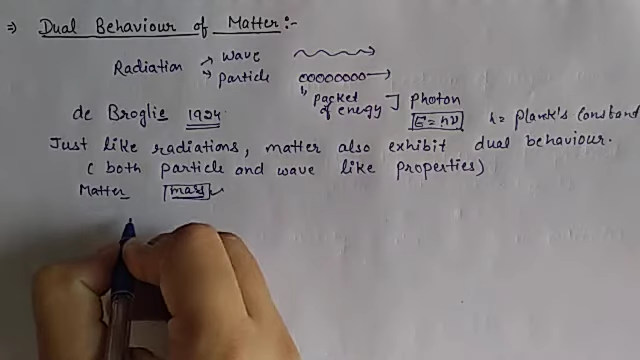 ⇒ Dual Behaviour of Matter:-
Radiation → wave
→ particle
packet of energy ] photon
E = hν h = plank's constant
de Broglie 1924.
Just like radiations, matter also exhibit dual behaviour.
( both particle and wave like properties)
Matter mass